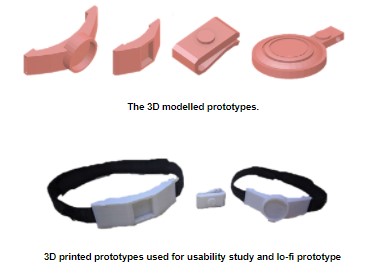 The 3D modelled prototypes.
3D printed prototypes used for usability study and lo-fi prototype